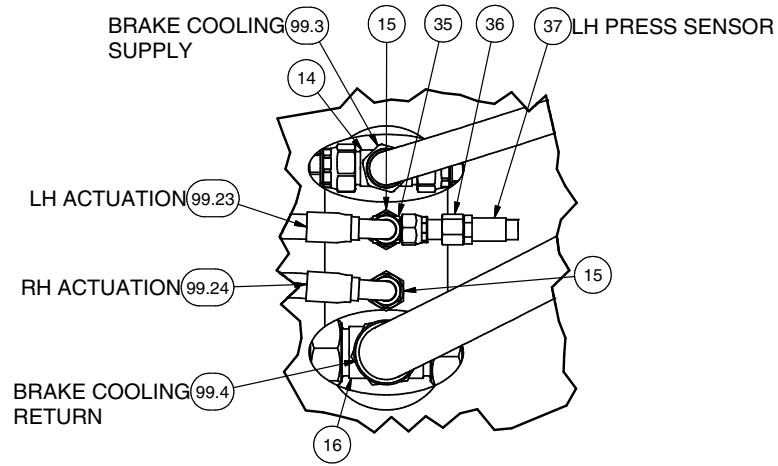 BRAKE COOLING 99.3 15 35 36 37 LH PRESS SENSOR
SUPPLY
14
LH ACTUATION 99.23
RH ACTUATION 99.24 15
BRAKE COOLING 99.4
RETURN
16